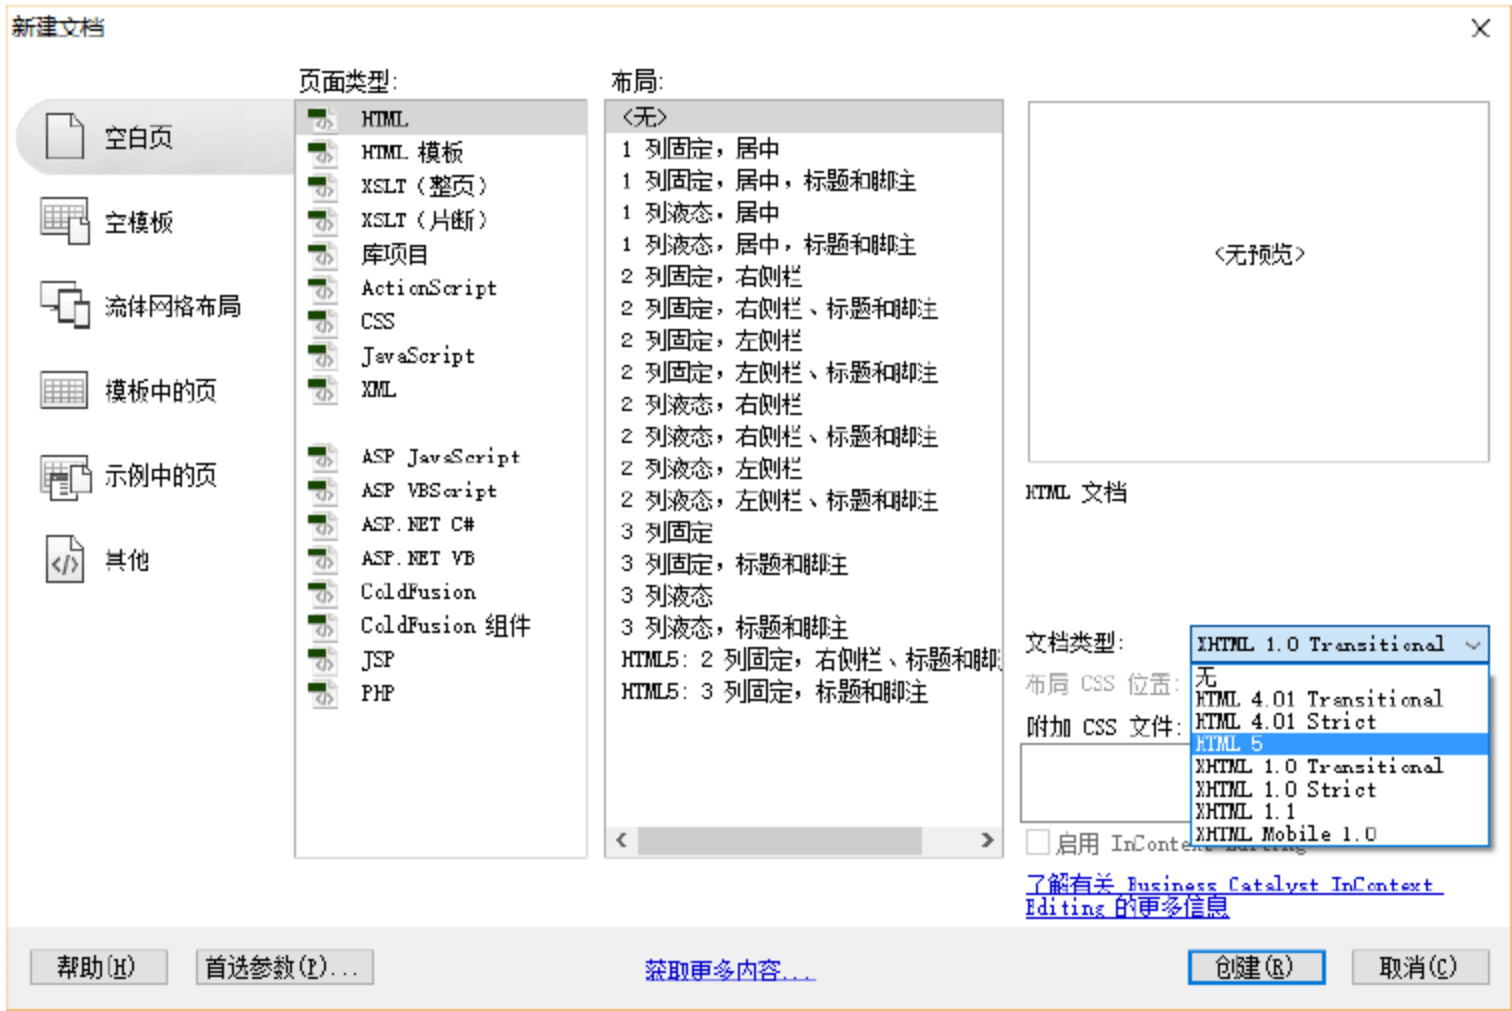 新建文档
空白页
空模板
流体网格布局
模板中的页
示例中的页
其他
页面类型:
HTML
HTML 模板
XSLT（整页）
XSLT（片断）
库项目
ActionScript
CSS
JavaScript
XML
ASP JavaScript
ASP VBScript
ASP.NET C#
ASP.NET VB
ColdFusion
ColdFusion 组件
JSP
PHP
布局:
<无>
1 列固定，居中
1 列固定，居中，标题和脚注
1 列液态，居中
1 列液态，居中，标题和脚注
2 列固定，右侧栏
2 列固定，右侧栏、标题和脚注
2 列固定，左侧栏
2 列固定，左侧栏、标题和脚注
2 列液态，右侧栏
2 列液态，右侧栏、标题和脚注
2 列液态，左侧栏
2 列液态，左侧栏、标题和脚注
3 列固定
3 列固定，标题和脚注
3 列液态
3 列液态，标题和脚注
HTML5: 2 列固定，右侧栏、标题和脚
HTML5: 3 列固定，标题和脚注
<无预览>
HTML 文档
文档类型:
XHTML 1.0 Transitional
无
HTML 4.01 Transitional
HTML 4.01 Strict
HTML 5
XHTML 1.0 Transitional
XHTML 1.0 Strict
XHTML 1.1
XHTML Mobile 1.0
布局 CSS 位置:
附加 CSS 文件:
启用 InContext Editing
了解有关 Business Catalyst InContext
Editing 的更多信息
帮助(H)
首选参数(P)...
获取更多内容...
创建(R)
取消(C)